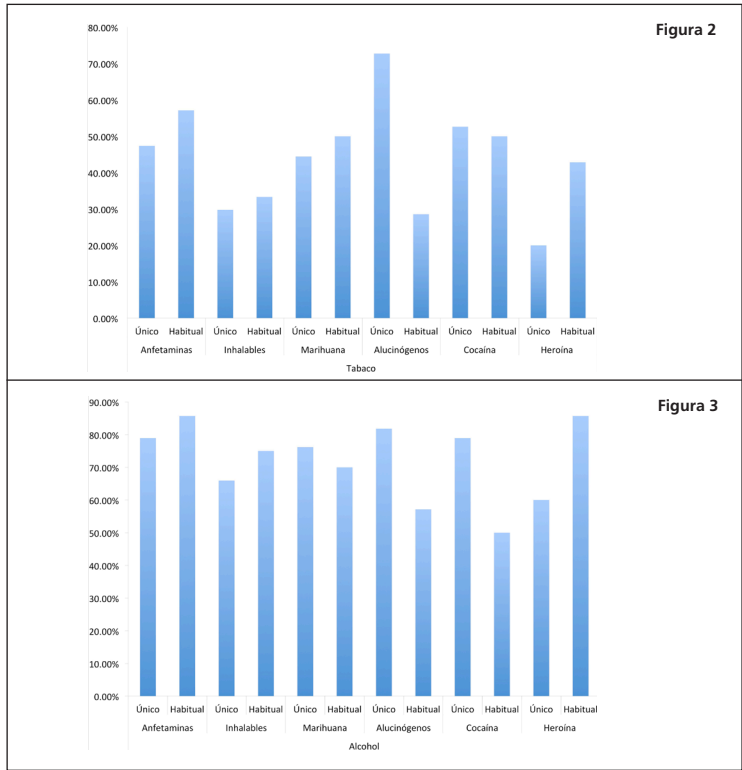 Figura 2
80.00%
70.00%
60.00%
50.00%
40.00%
30.00%
20.00%
10.00%
0.00%
Único Habitual Único Habitual Único Habitual Único Habitual Único Habitual Único Habitual
Anfetaminas Inhalables Marihuana Alucinógenos Cocaína Heroína
Tabaco
Figura 3
90.00%
80.00%
70.00%
60.00%
50.00%
40.00%
30.00%
20.00%
10.00%
0.00%
Único Habitual Único Habitual Único Habitual Único Habitual Único Habitual Único Habitual
Anfetaminas Inhalables Marihuana Alucinógenos Cocaína Heroína
Alcohol